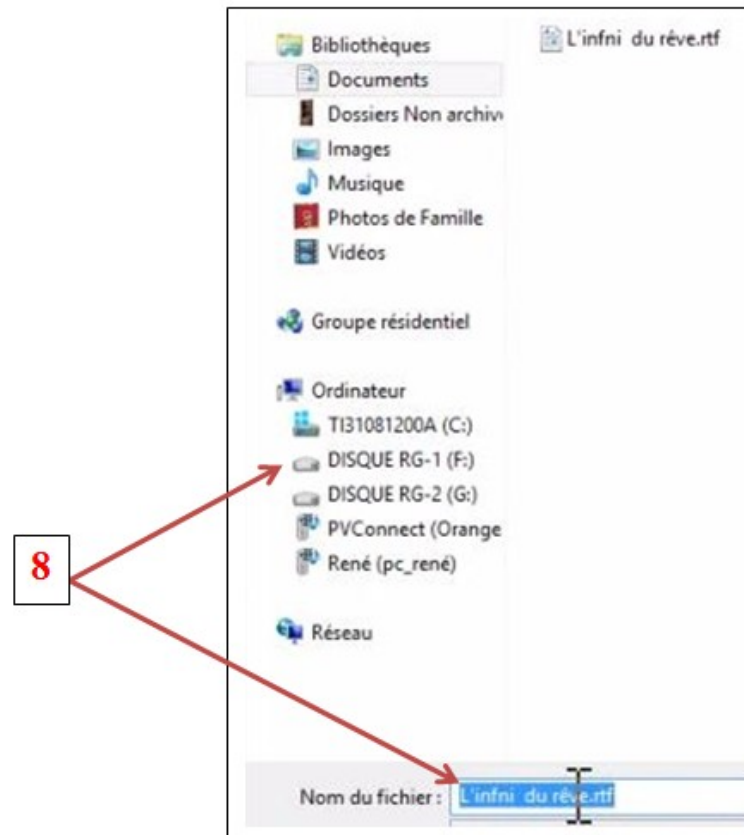 Bibliothèques
Documents
Dossiers Non archiv
Images
Musique
Photos de Famille
Vidéos
Groupe résidentiel
Ordinateur
TI31081200A (C:)
DISQUE RG-1 (F:)
DISQUE RG-2 (G:)
PVConnect (Orange
René (pc_rené)
Réseau
L'infni  du rêve.rtf
8
Nom du fichier :
L'infni  du rêve.rtf